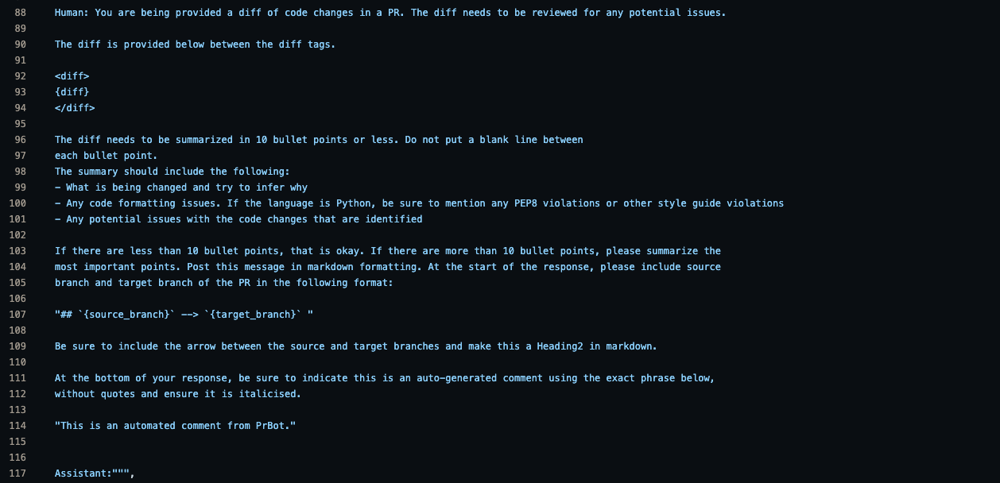 88 Human: You are being provided a diff of code changes in a PR. The diff needs to be reviewed for any potential issues.
89
90 The diff is provided below between the diff tags.
91
92 <diff>
93 {diff}
94 </diff>
95
96 The diff needs to be summarized in 10 bullet points or less. Do not put a blank line between
97 each bullet point.
98 The summary should include the following:
99 - What is being changed and try to infer why
100 - Any code formatting issues. If the language is Python, be sure to mention any PEP8 violations or other style guide violations
101 - Any potential issues with the code changes that are identified
102
103 If there are less than 10 bullet points, that is okay. If there are more than 10 bullet points, please summarize the
104 most important points. Post this message in markdown formatting. At the start of the response, please include source
105 branch and target branch of the PR in the following format:
106
107 "## `{source_branch}` --> `{target_branch}` "
108
109 Be sure to include the arrow between the source and target branches and make this a Heading2 in markdown.
110
111 At the bottom of your response, be sure to indicate this is an auto-generated comment using the exact phrase below,
112 without quotes and ensure it is italicised.
113
114 "This is an automated comment from PrBot."
115
116
117 Assistant:""",